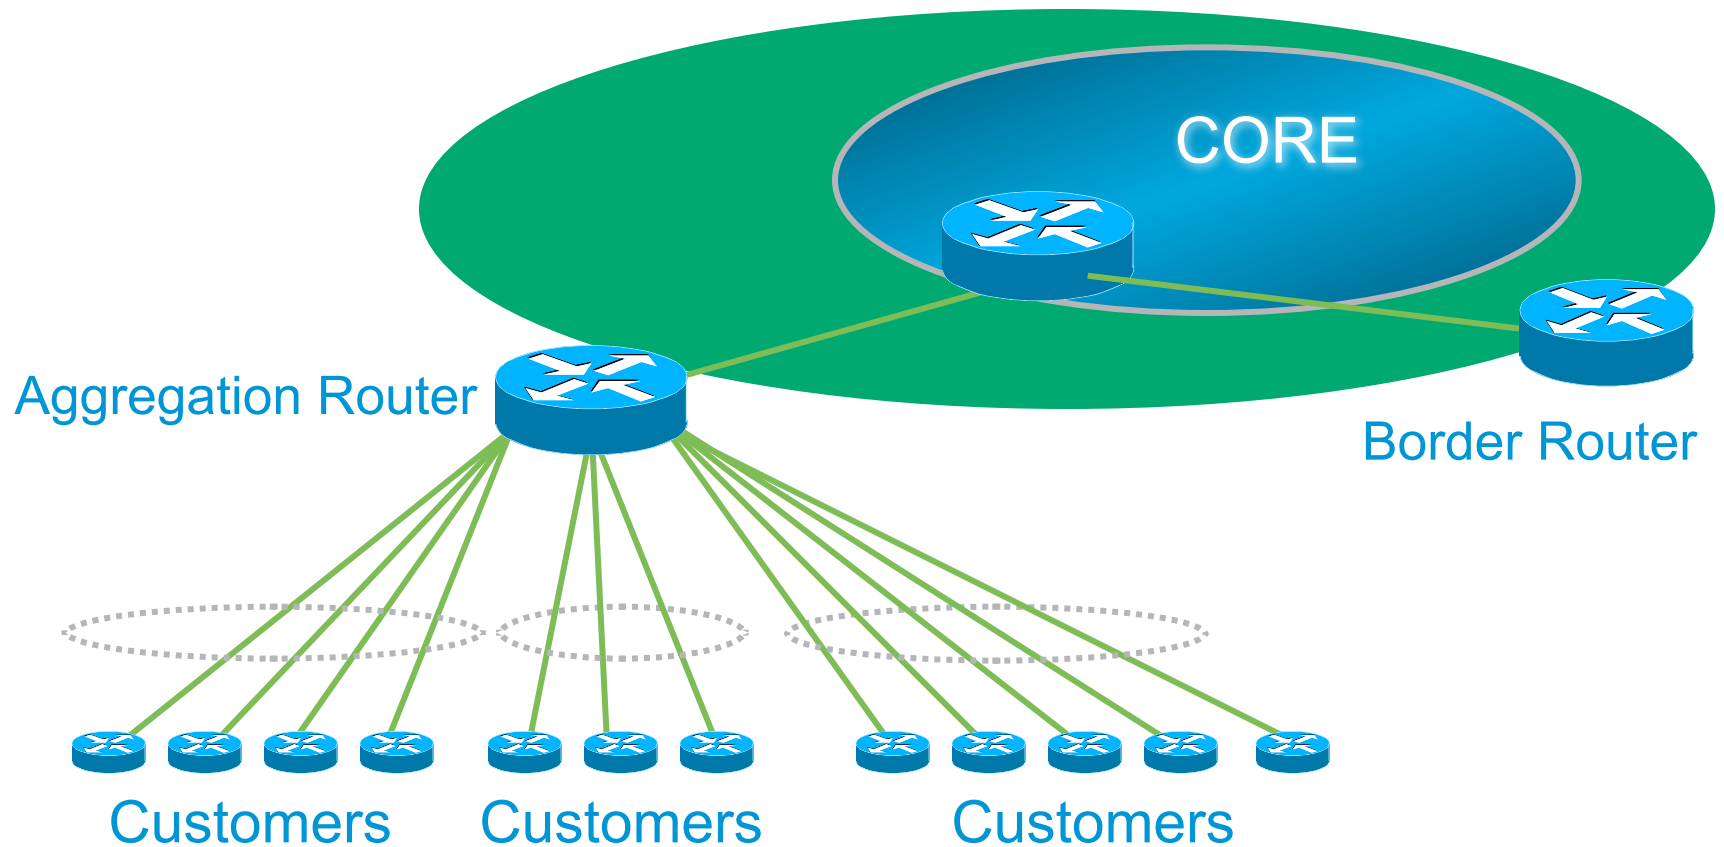 CORE
Aggregation Router
Border Router
Customers
Customers
Customers